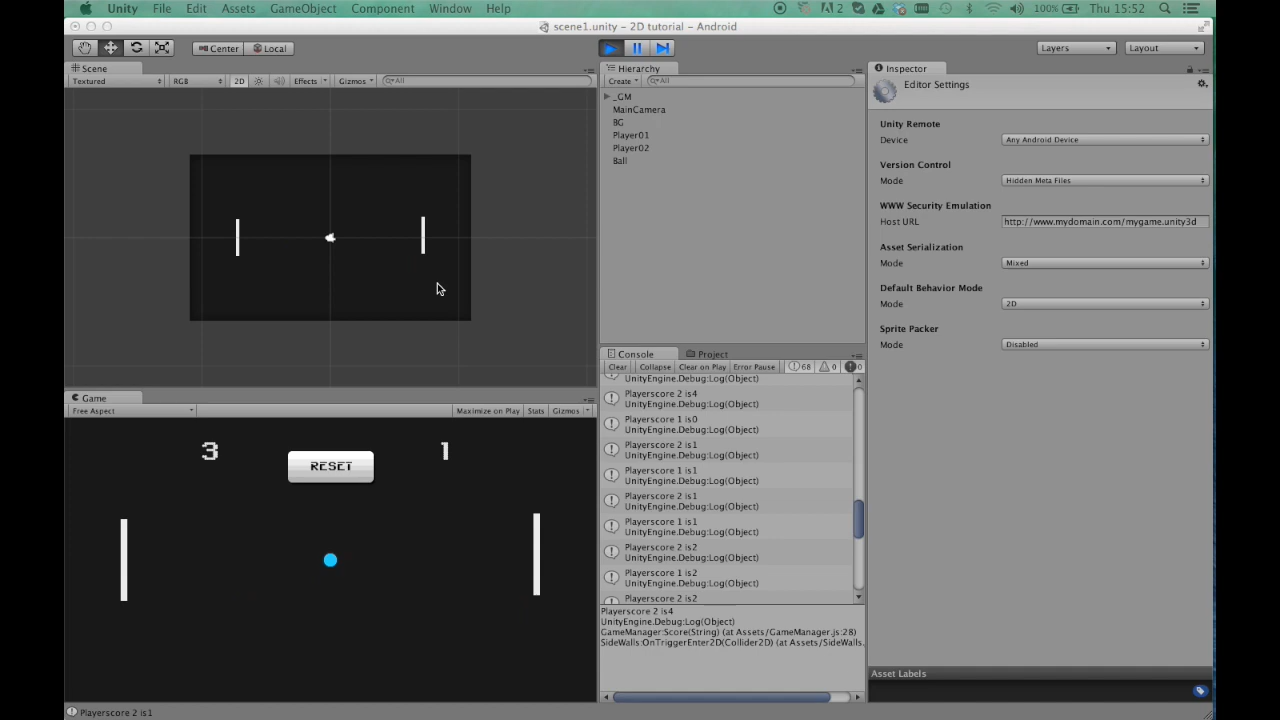 Unity File Edit Assets GameObject Component Window Help 2 100% Thu 15:52
scene1.unity - 2D tutorial - Android
Center Local Layers Layout
Scene
Textured RGB 2D Effects Gizmos All
Hierarchy
Create All
_GM
MainCamera
BG
Player01
Player02
Ball
Inspector
Editor Settings
Unity Remote
Device Any Android Device
Version Control
Mode Hidden Meta Files
WWW Security Emulation
Host URL http://www.mydomain.com/mygame.unity3d
Asset Serialization
Mode Mixed
Default Behavior Mode
Mode 2D
Sprite Packer
Mode Disabled
Console Project
Clear Collapse Clear on Play Error Pause 68 0 0
UnityEngine.Debug:Log(Object)
Playerscore 2 is4
UnityEngine.Debug:Log(Object)
Playerscore 1 is0
UnityEngine.Debug:Log(Object)
Playerscore 2 is1
UnityEngine.Debug:Log(Object)
Playerscore 1 is1
UnityEngine.Debug:Log(Object)
Playerscore 2 is1
UnityEngine.Debug:Log(Object)
Playerscore 1 is1
UnityEngine.Debug:Log(Object)
Playerscore 2 is2
UnityEngine.Debug:Log(Object)
Playerscore 1 is2
UnityEngine.Debug:Log(Object)
Playerscore 2 is2
Playerscore 2 is4
UnityEngine.Debug:Log(Object)
GameManager:Score(String) (at Assets/GameManager.js:28)
SideWalls:OnTriggerEnter2D(Collider2D) (at Assets/SideWalls.
Game
Free Aspect Maximize on Play Stats Gizmos
3 1
RESET
Asset Labels
Playerscore 2 is1